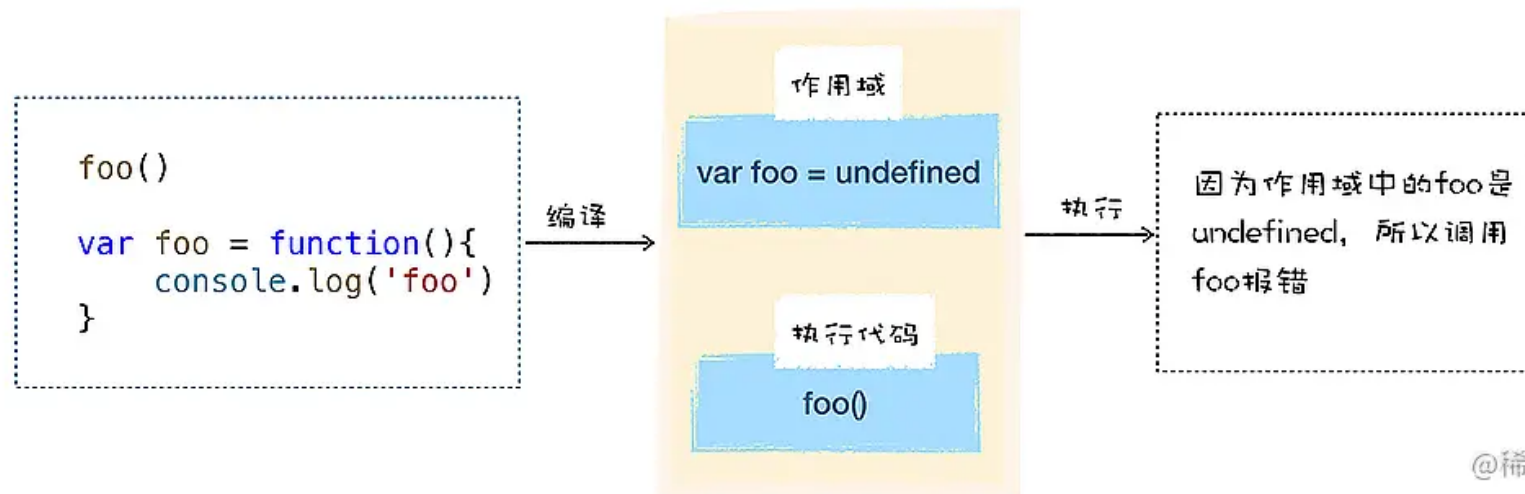 foo()
var foo = function(){
console.log('foo')
}
编译
作用域
var foo = undefined
执行代码
foo()
执行
因为作用域中的foo是
undefined, 所以调用
foo报错
@稀